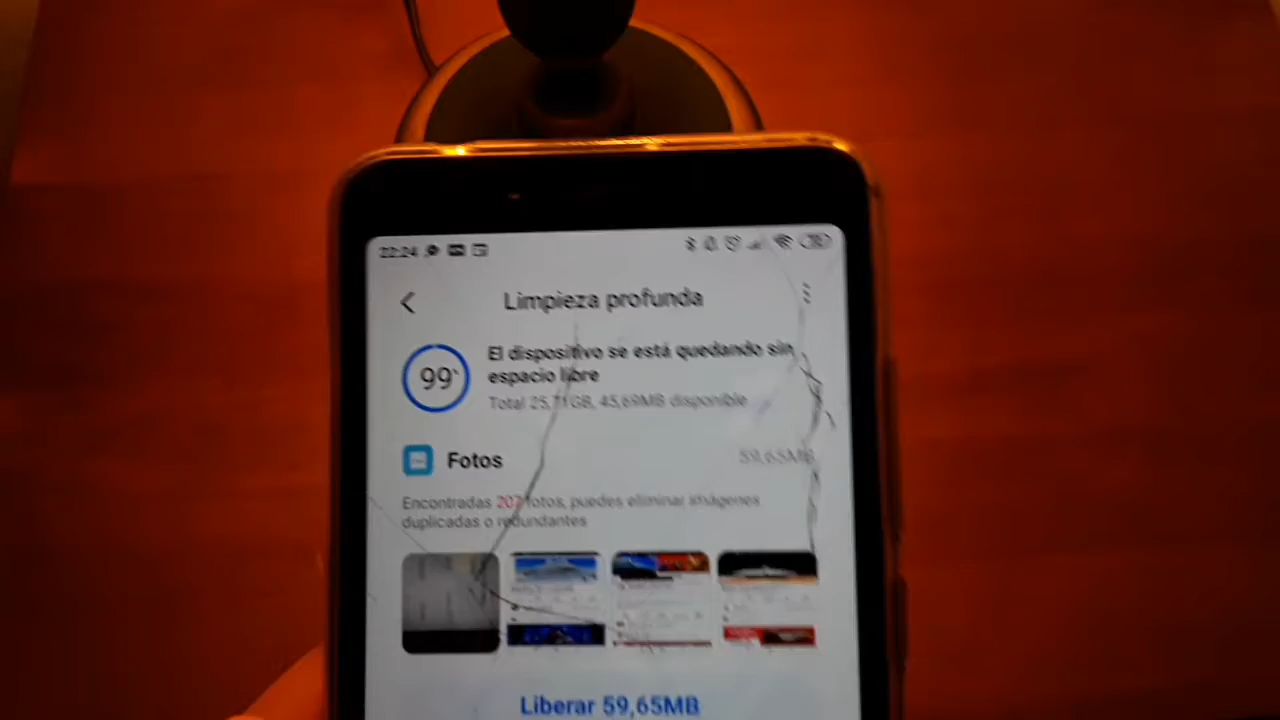 22:24
Limpieza profunda
99%
El dispositivo se está quedando sin
espacio libre
Total 25,71GB, 45,69MB disponible
Fotos
59,65MB
Encontradas 207 fotos, puedes eliminar imágenes
duplicadas o redundantes
Liberar 59,65MB